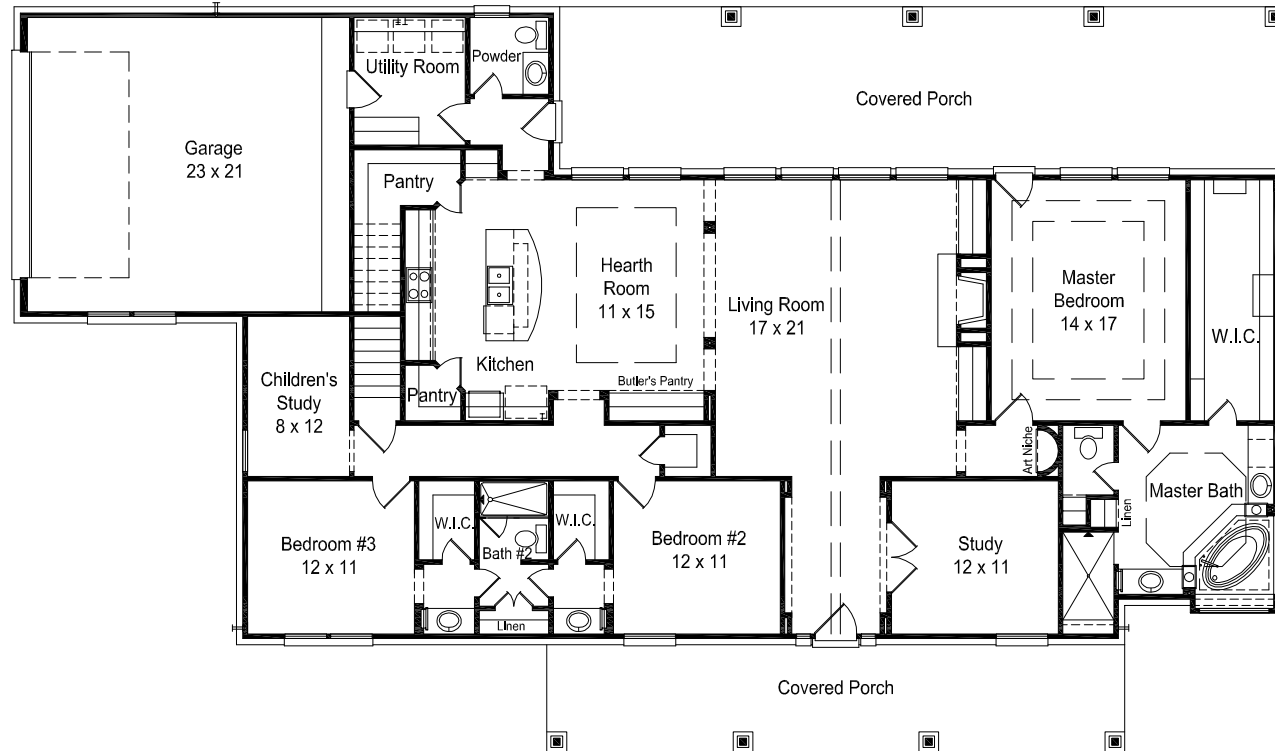 Utility Room
Powder
Covered Porch
Garage
23 x 21
Pantry
Hearth
Room
11 x 15
Living Room
17 x 21
Master
Bedroom
14 x 17
W.I.C.
Kitchen
Butler's Pantry
Pantry
Children's
Study
8 x 12
Art Niche
Master Bath
Linen
W.I.C.
W.I.C.
Bedroom #3
12 x 11
Bath #2
Bedroom #2
12 x 11
Study
12 x 11
Linen
Covered Porch